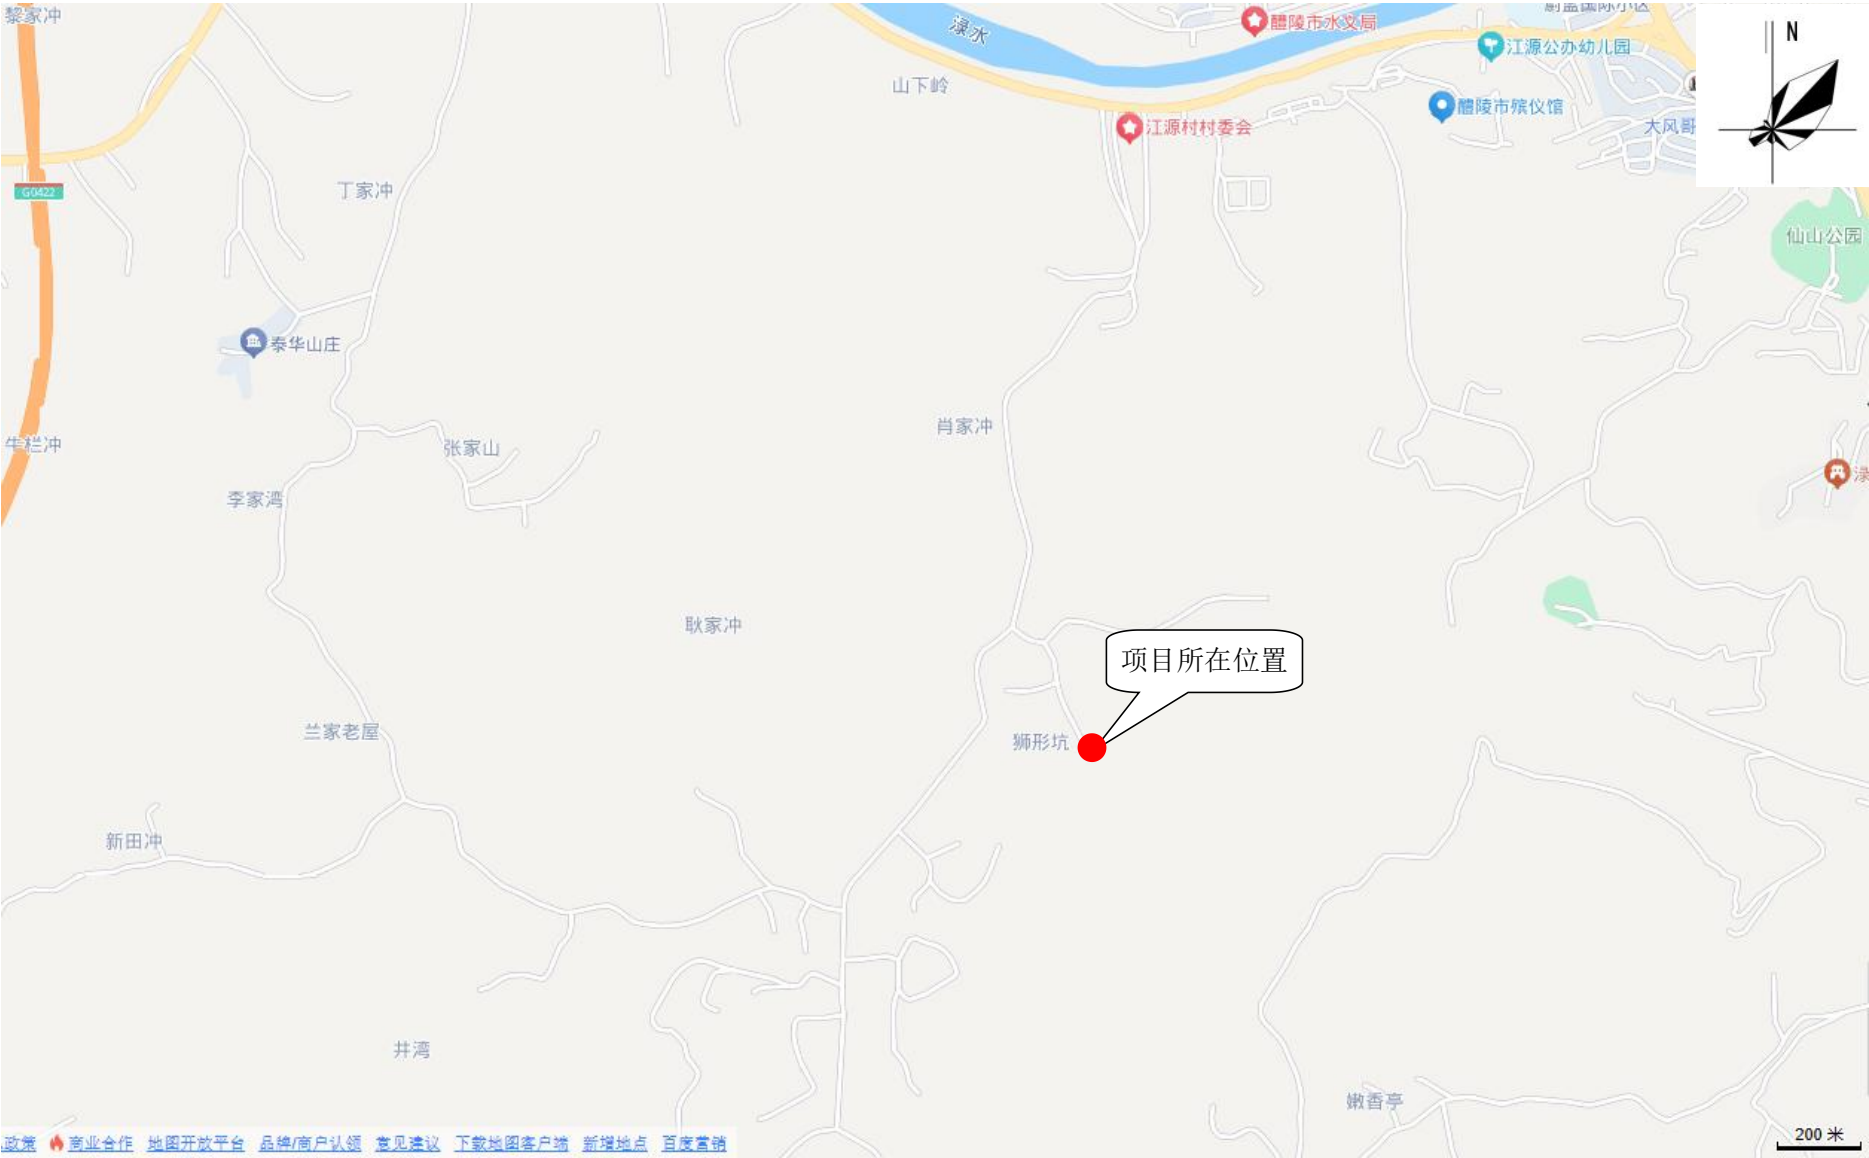 黎家冲
渌水
醴陵市水文局
江源公办幼儿园
N
山下岭
醴陵市殡仪馆
江源村村委会
大风哥
G0422
丁家冲
仙山公园
泰华山庄
肖家冲
牛栏冲
张家山
渌
李家湾
耿家冲
项目所在位置
兰家老屋
狮形坑
新田冲
井湾
嫩香亭
200 米
政策 商业合作 地图开放平台 品牌/商户认领 意见建议 下载地图客户端 新增地点 百度营销